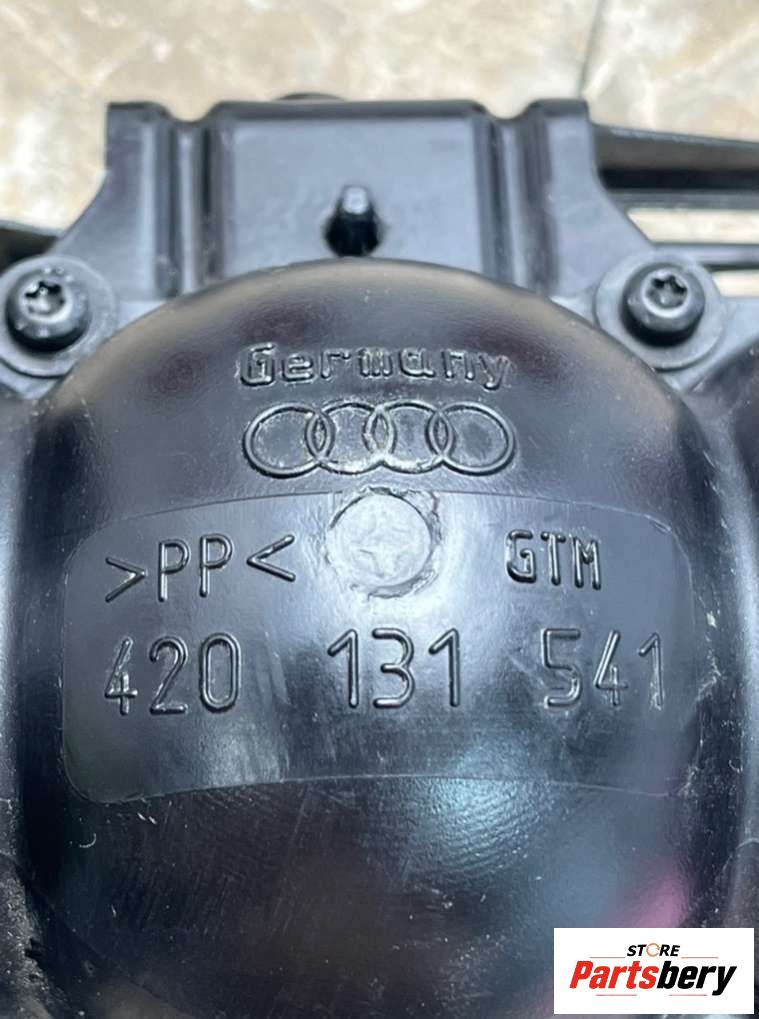 Germany
>PP< GTM
420 131 541
STORE
Partsbery